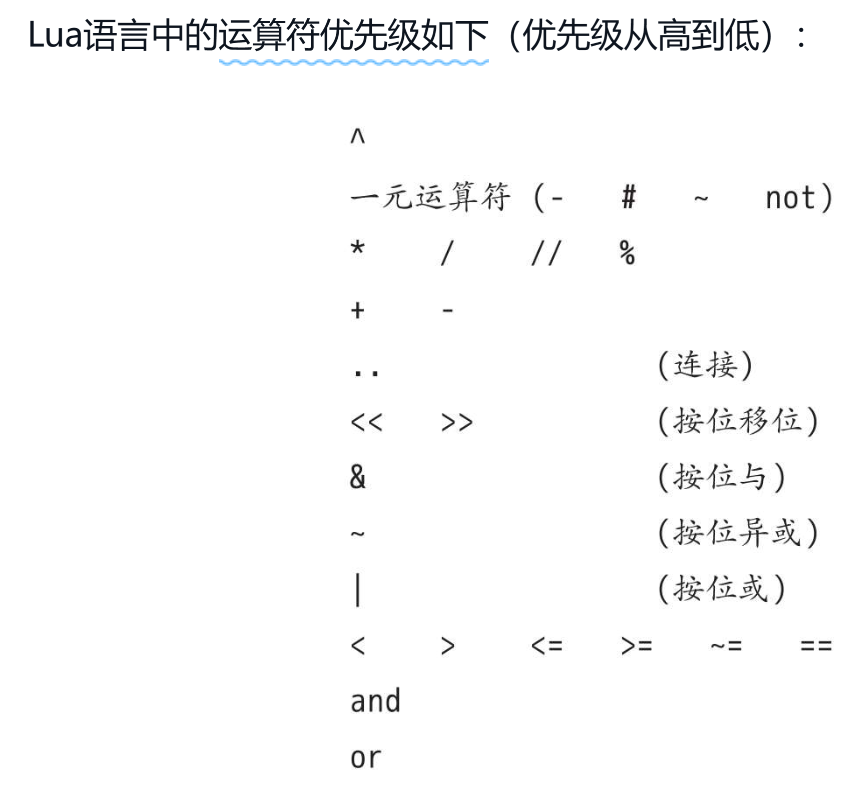 Lua语言中的运算符优先级如下（优先级从高到低）：
^
一元运算符 (- # ~ not)
* / // %
+ -
.. (连接)
<< >> (按位移位)
& (按位与)
~ (按位异或)
| (按位或)
< > <= >= ~= ==
and
or